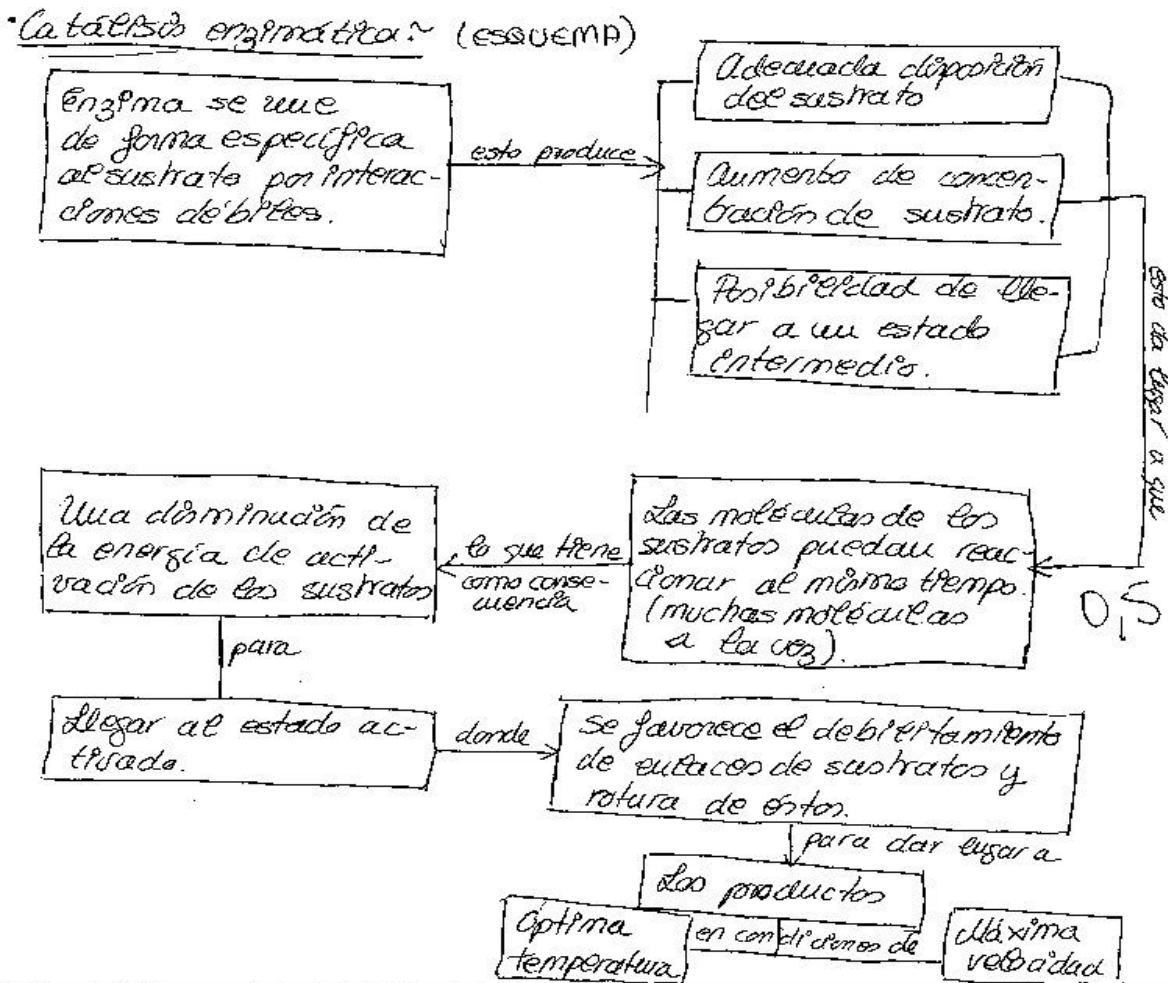 ·Catálisis enzimática:~ (ESQUEMA)
Enzima se une
de forma específica
al sustrato por interac-
ciones débiles.
esto produce
Adecuada disposición
del sustrato
Aumento de concen-
tración de sustrato.
Posibilidad de lle-
gar a un estado
intermedio.
esto da lugar a que
Las moléculas de los
sustratos puedan reac-
cionar al mismo tiempo.
(muchas moléculas
a la vez).
0,5
lo que tiene
como conse-
cuencia
Una disminución de
la energía de acti-
vación de los sustratos
para
Llegar al estado ac-
tivado.
donde
Se favorece el debilitamiento
de enlaces de sustratos y
rotura de éstos.
para dar lugar a
Los productos
en condiciones de
Óptima
temperatura
Máxima
velocidad